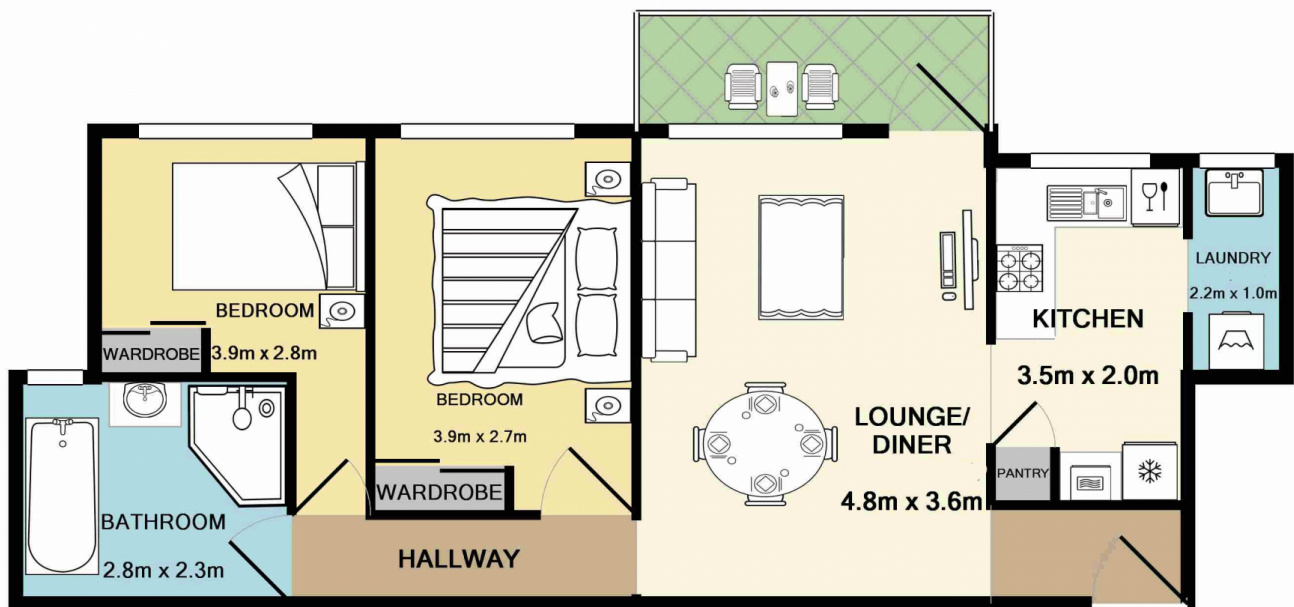 BEDROOM
3.9m x 2.8m
WARDROBE
BEDROOM
3.9m x 2.7m
WARDROBE
BATHROOM
2.8m x 2.3m
HALLWAY
LOUNGE/
DINER
4.8m x 3.6m
KITCHEN
3.5m x 2.0m
PANTRY
LAUNDRY
2.2m x 1.0m